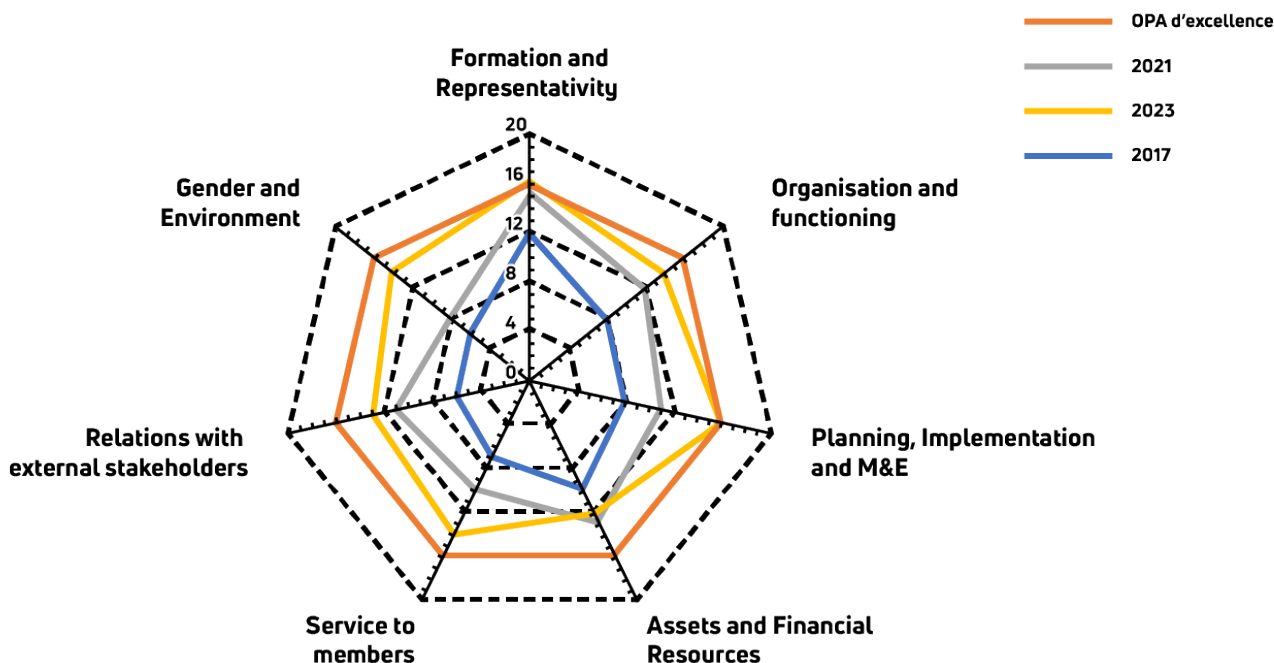 OPA d'excellence
2021
2023
2017
Formation and
Representativity
20
16
12
8
4
0
Gender and
Environment
Organisation and
functioning
Relations with
external stakeholders
Planning, Implementation
and M&E
Service to
members
Assets and Financial
Resources